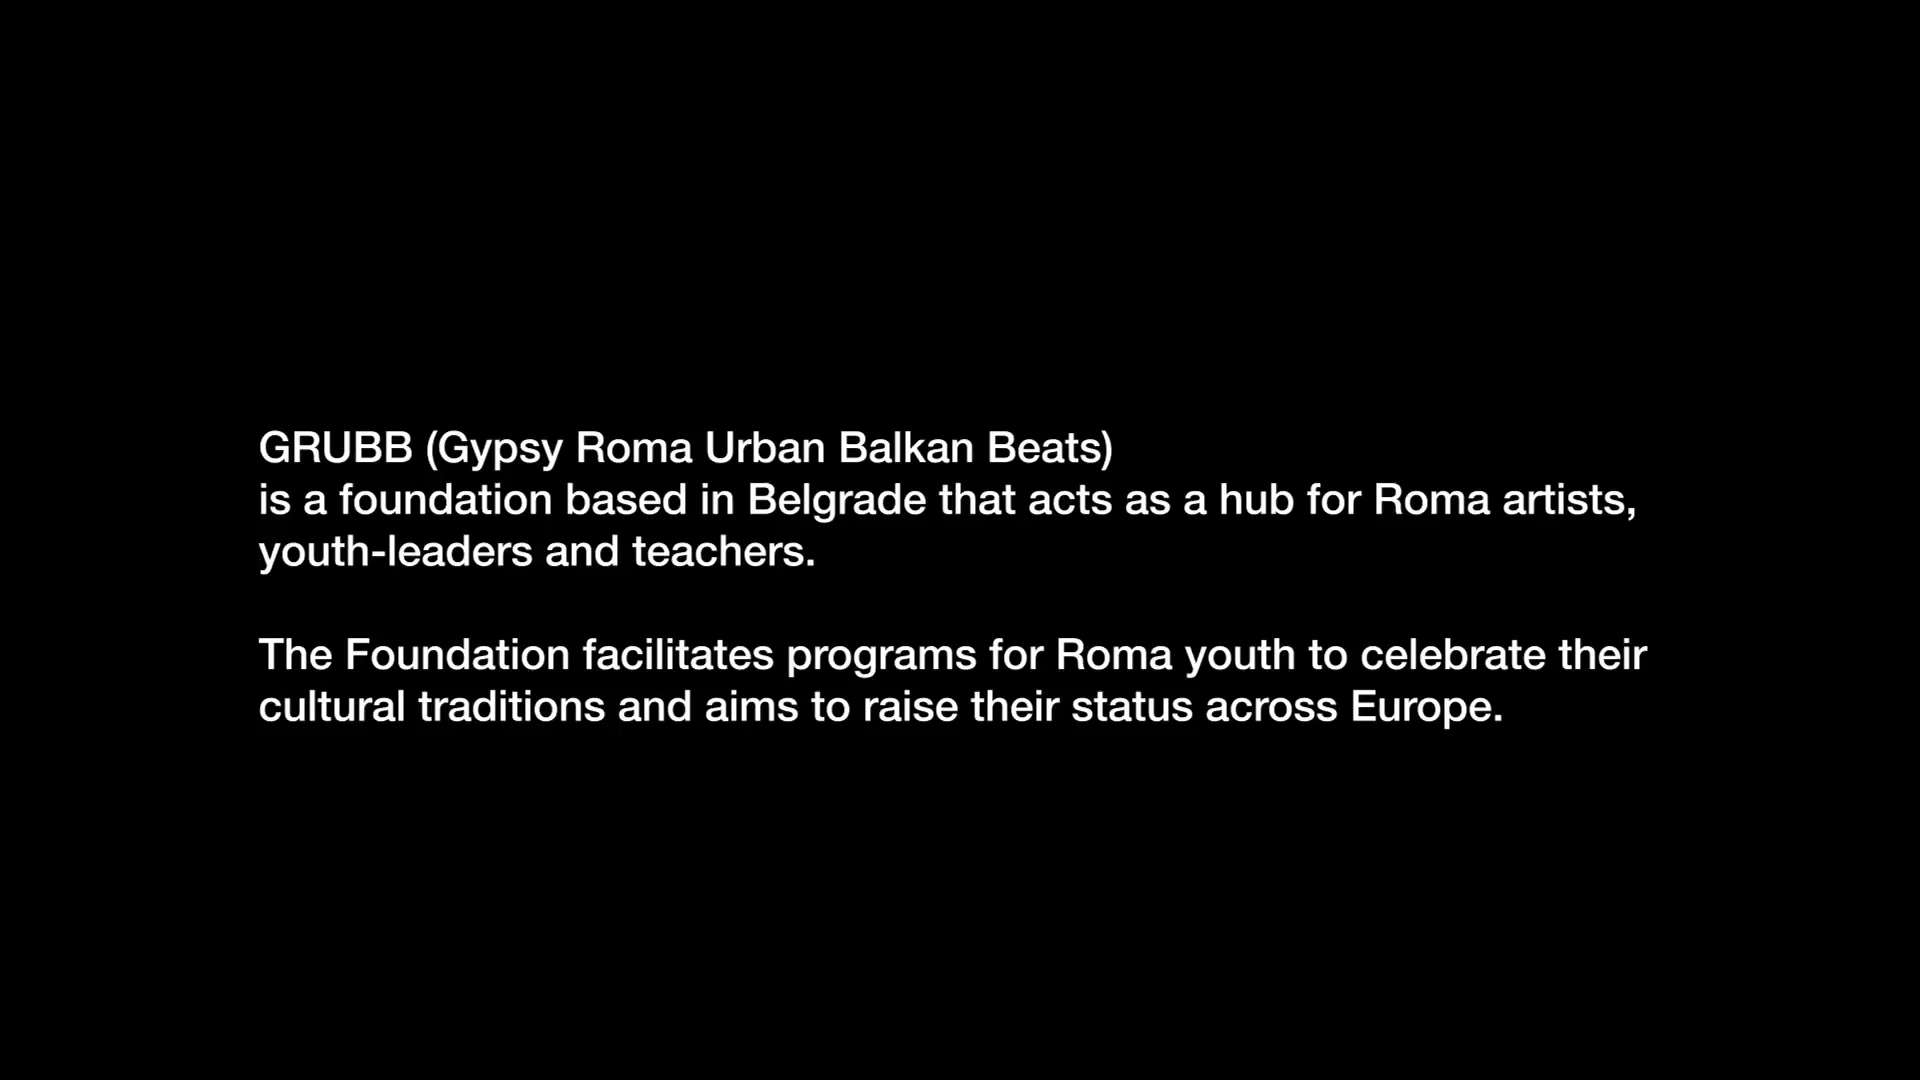 GRUBB (Gypsy Roma Urban Balkan Beats)
is a foundation based in Belgrade that acts as a hub for Roma artists,
youth-leaders and teachers.
The Foundation facilitates programs for Roma youth to celebrate their
cultural traditions and aims to raise their status across Europe.